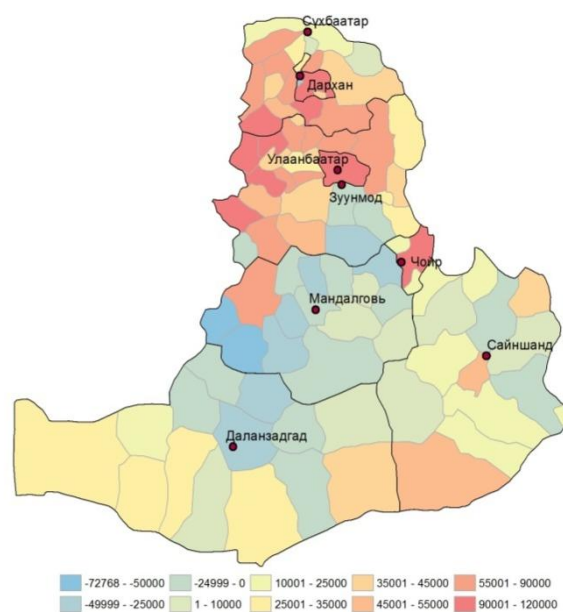 Сүхбаатар
Дархан
Улаанбаатар
Зуунмод
Чойр
Мандалговь
Сайншанд
Даланзадгад
-72768 - -50000 -24999 - 0 10001 - 25000 35001 - 45000 55001 - 90000
-49999 - -25000 1 - 10000 25001 - 35000 45001 - 55000 90001 - 120000